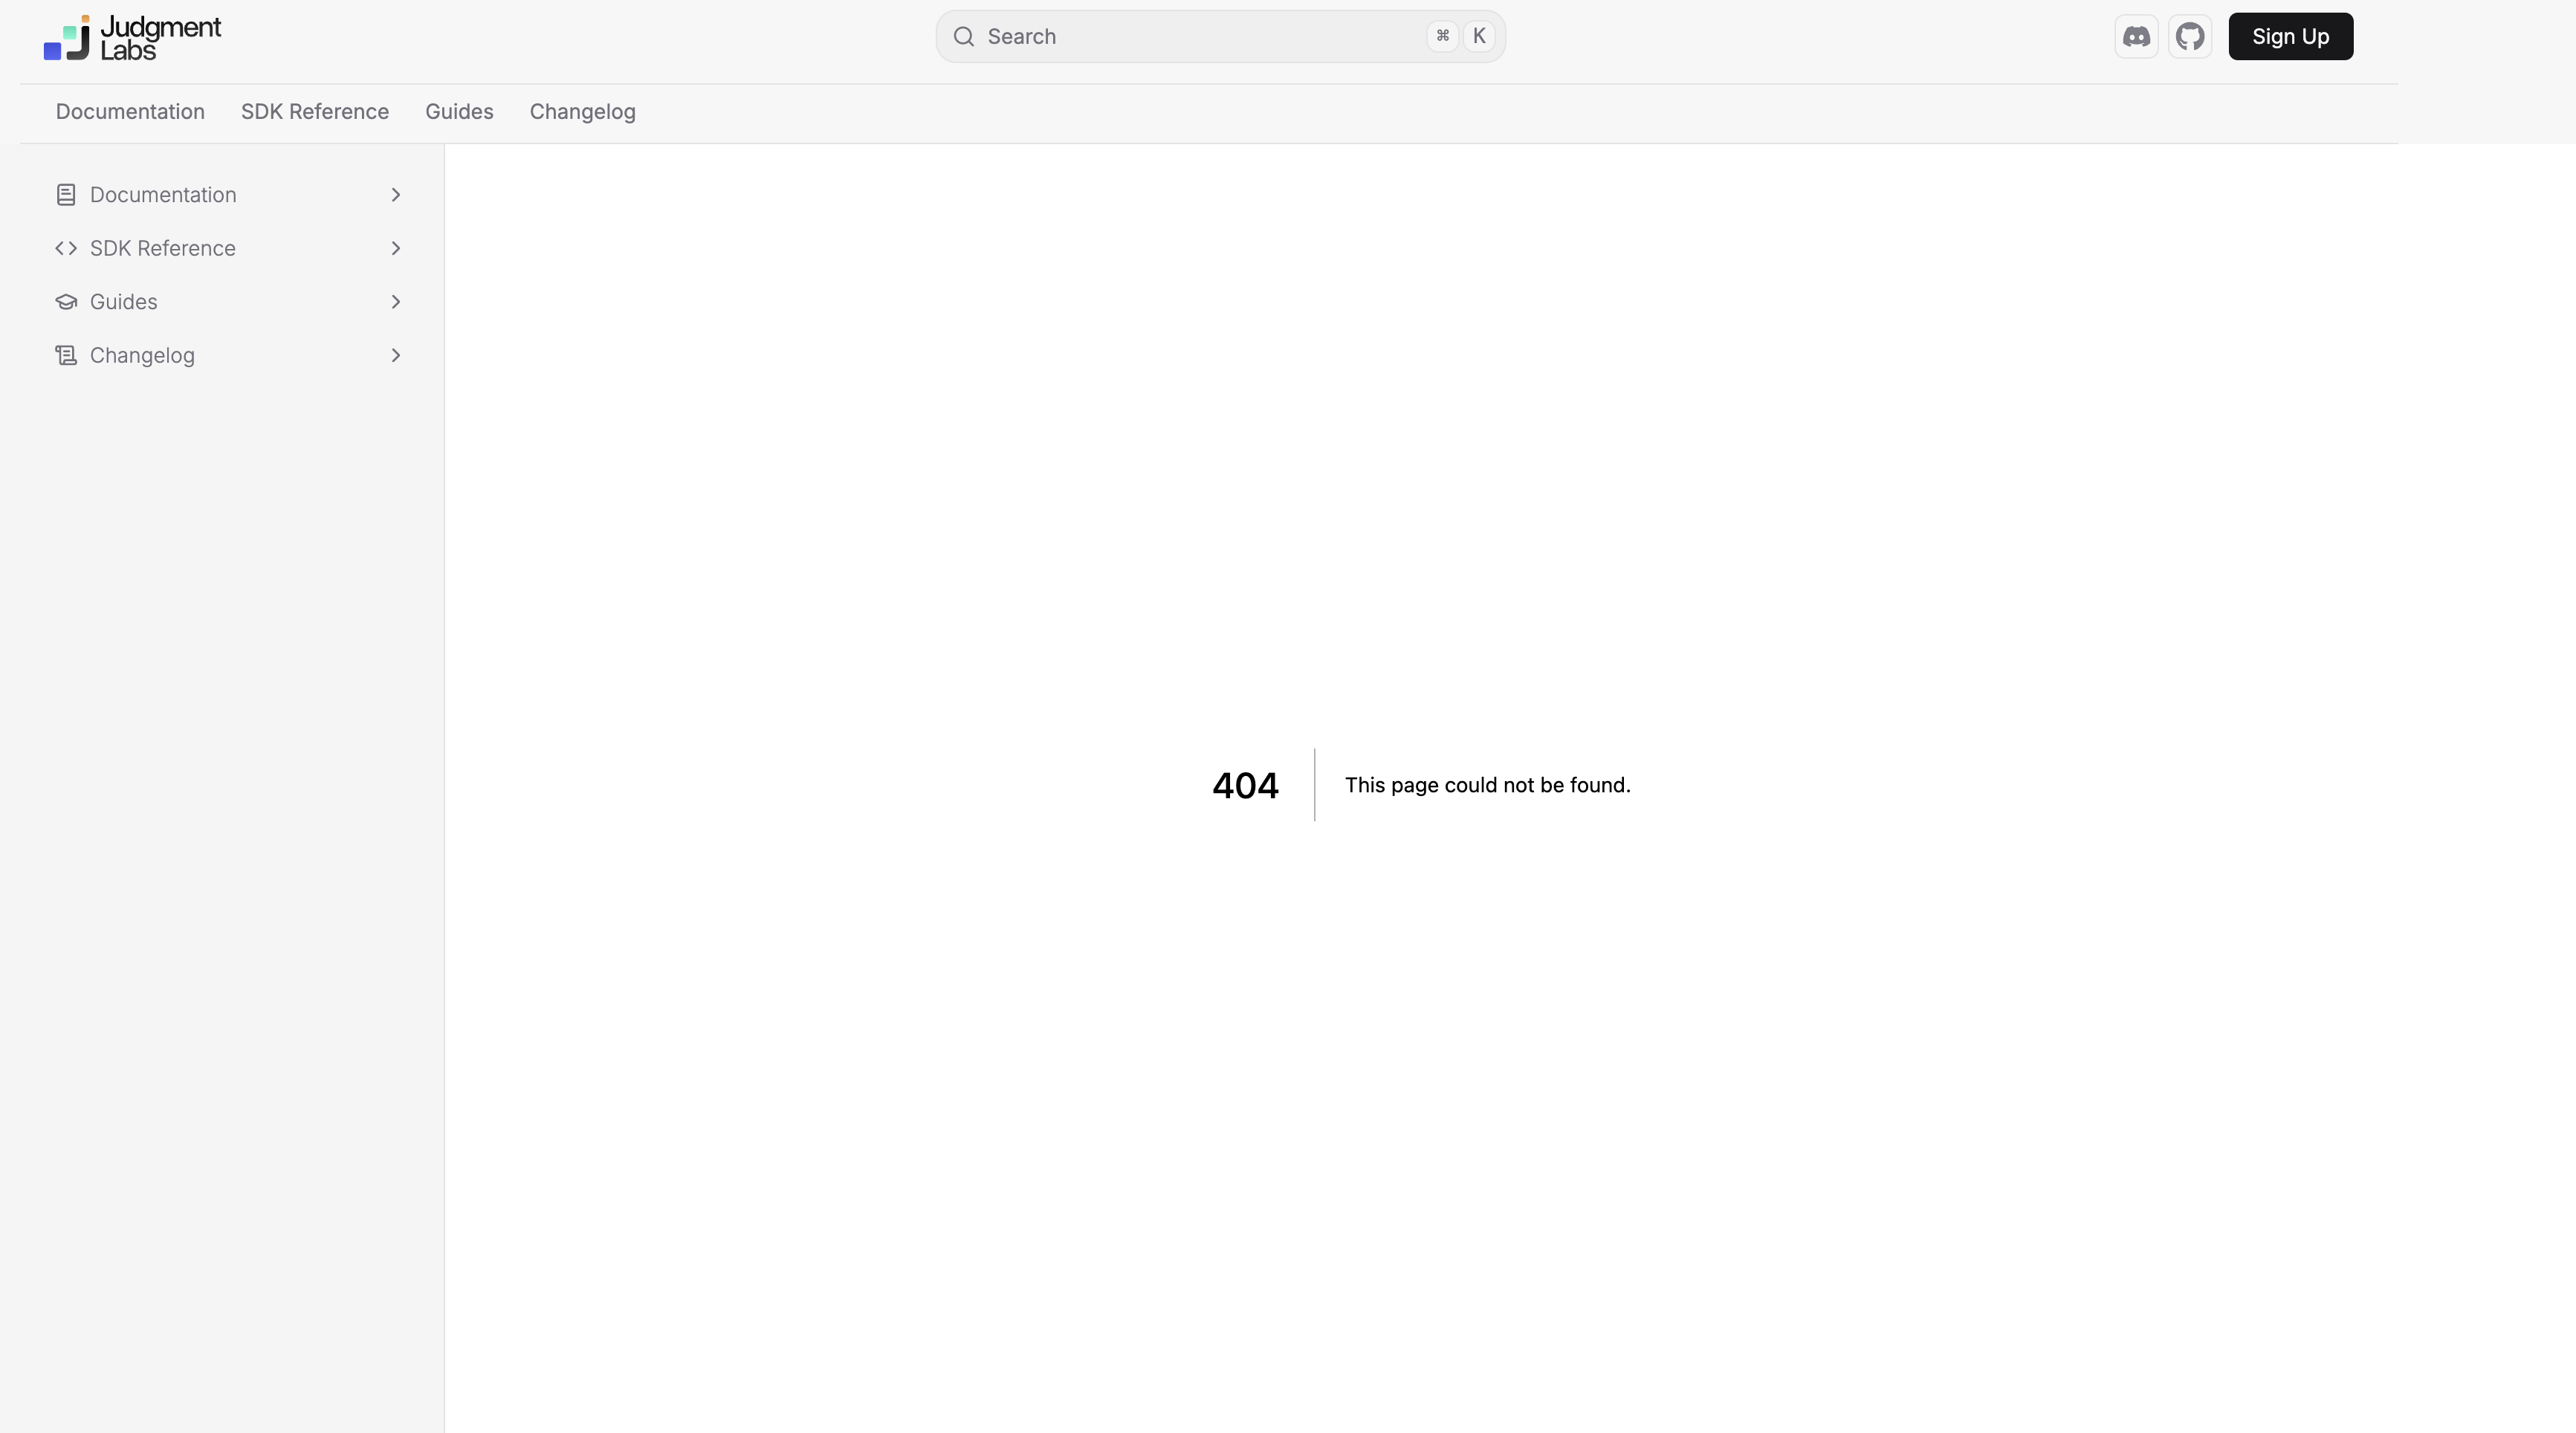 Judgment
Labs
Search
⌘ K
Sign Up
Documentation
SDK Reference
Guides
Changelog
Documentation
SDK Reference
Guides
Changelog
404
This page could not be found.